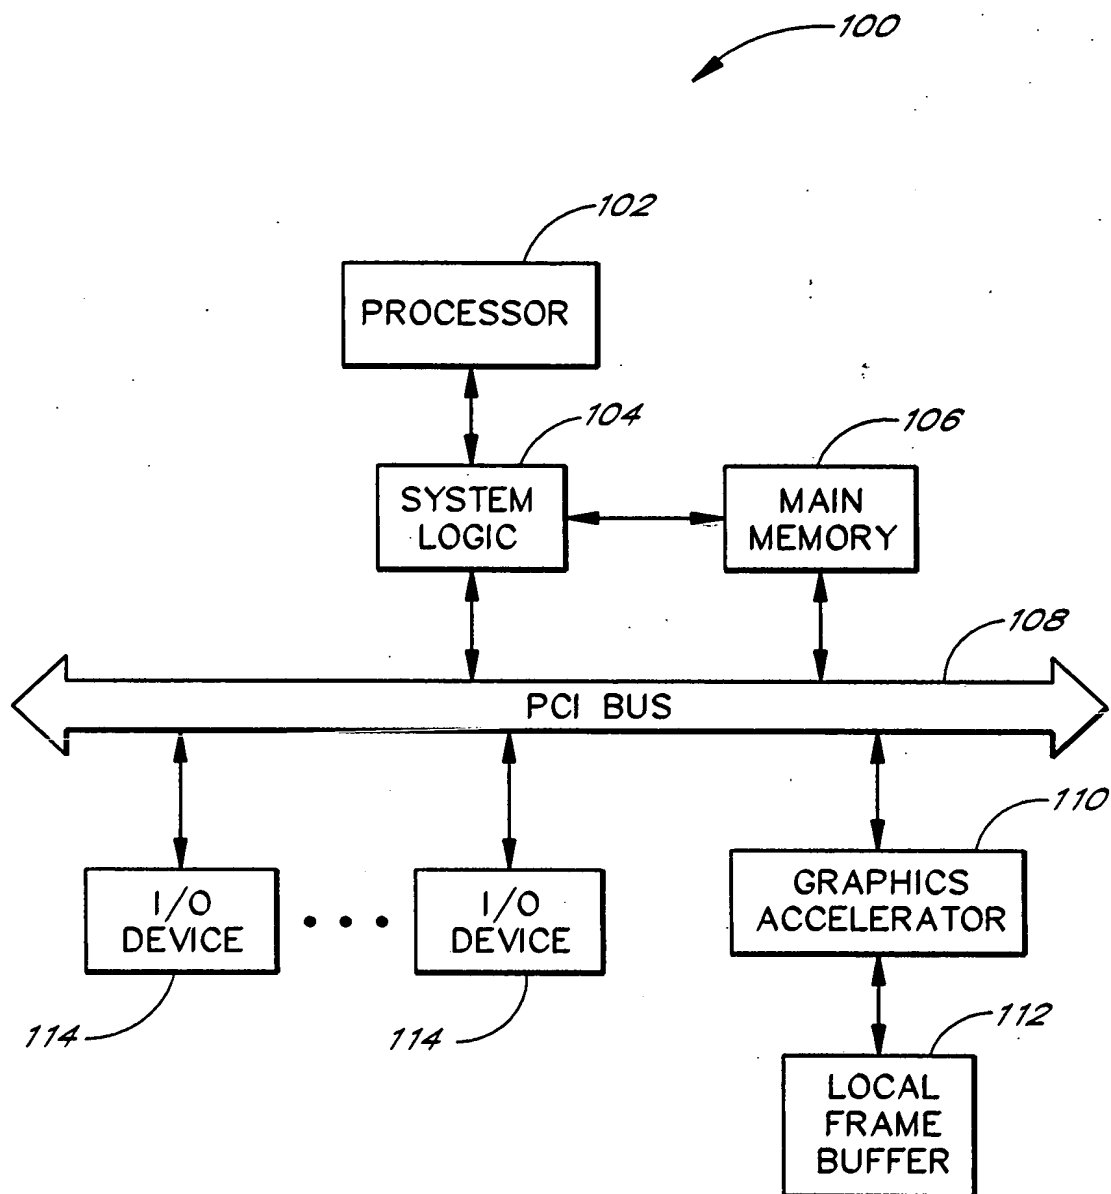 100
102
PROCESSOR
104
SYSTEM
LOGIC
106
MAIN
MEMORY
108
PCI BUS
110
GRAPHICS
ACCELERATOR
I/O
DEVICE
I/O
DEVICE
114
114
112
LOCAL
FRAME
BUFFER